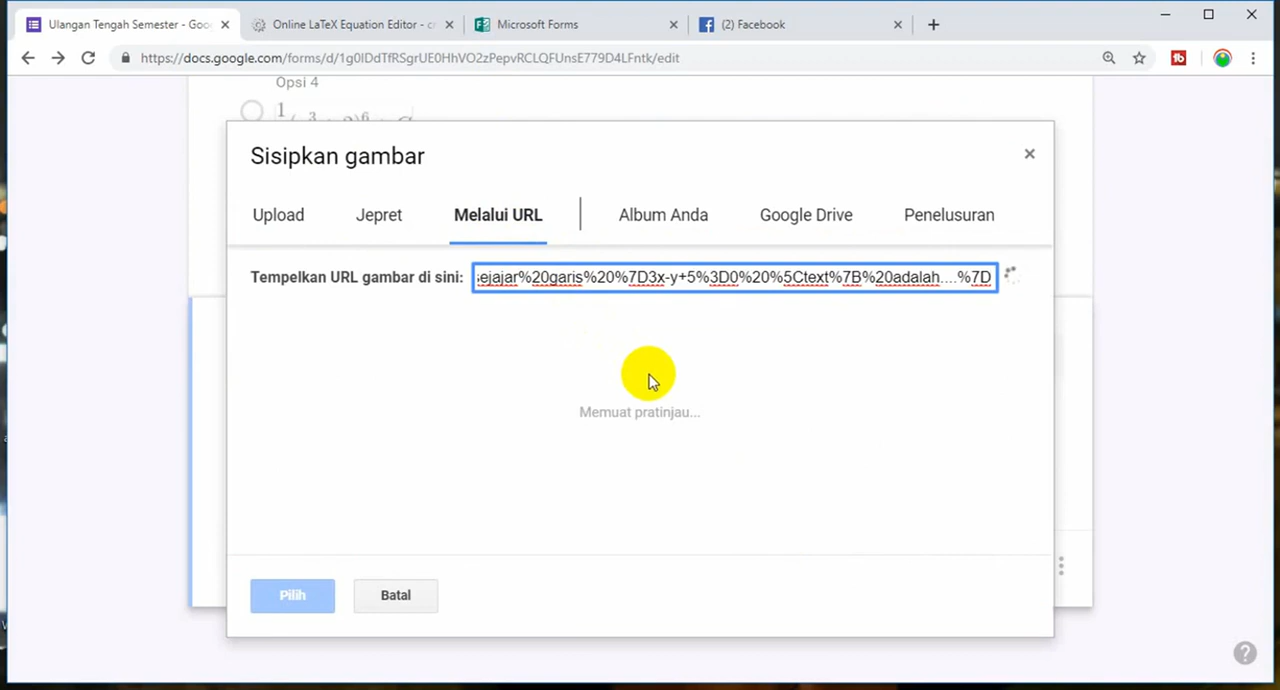 Ulangan Tengah Semester - Goo
Online LaTeX Equation Editor - cr
Microsoft Forms
(2) Facebook
https://docs.google.com/forms/d/1g0IDdTfRSgrUE0HhVO2zPepvRCLQFUnsE779D4LFntk/edit
Opsi 4
Sisipkan gambar
Upload
Jepret
Melalui URL
Album Anda
Google Drive
Penelusuran
Tempelkan URL gambar di sini:
sejajar%20garis%20%7D3x-y+5%3D0%20%5Ctext%7B%20adalah....%7D
Memuat pratinjau...
Pilih
Batal